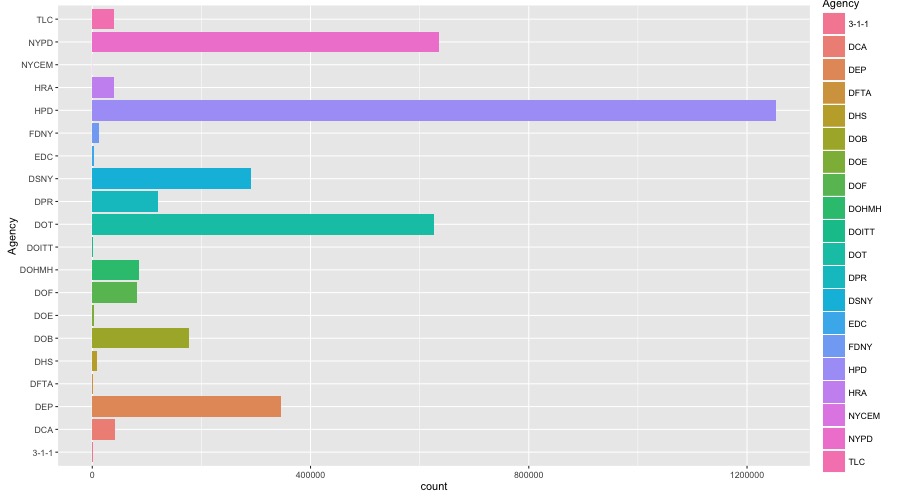 Agency
TLC
NYPD
NYCEM
HRA
HPD
FDNY
EDC
DSNY
DPR
DOT
DOITT
DOHMH
DOF
DOE
DOB
DHS
DFTA
DEP
DCA
3-1-1
0
400000
800000
1200000
count
Agency
3-1-1
DCA
DEP
DFTA
DHS
DOB
DOE
DOF
DOHMH
DOITT
DOT
DPR
DSNY
EDC
FDNY
HPD
HRA
NYCEM
NYPD
TLC